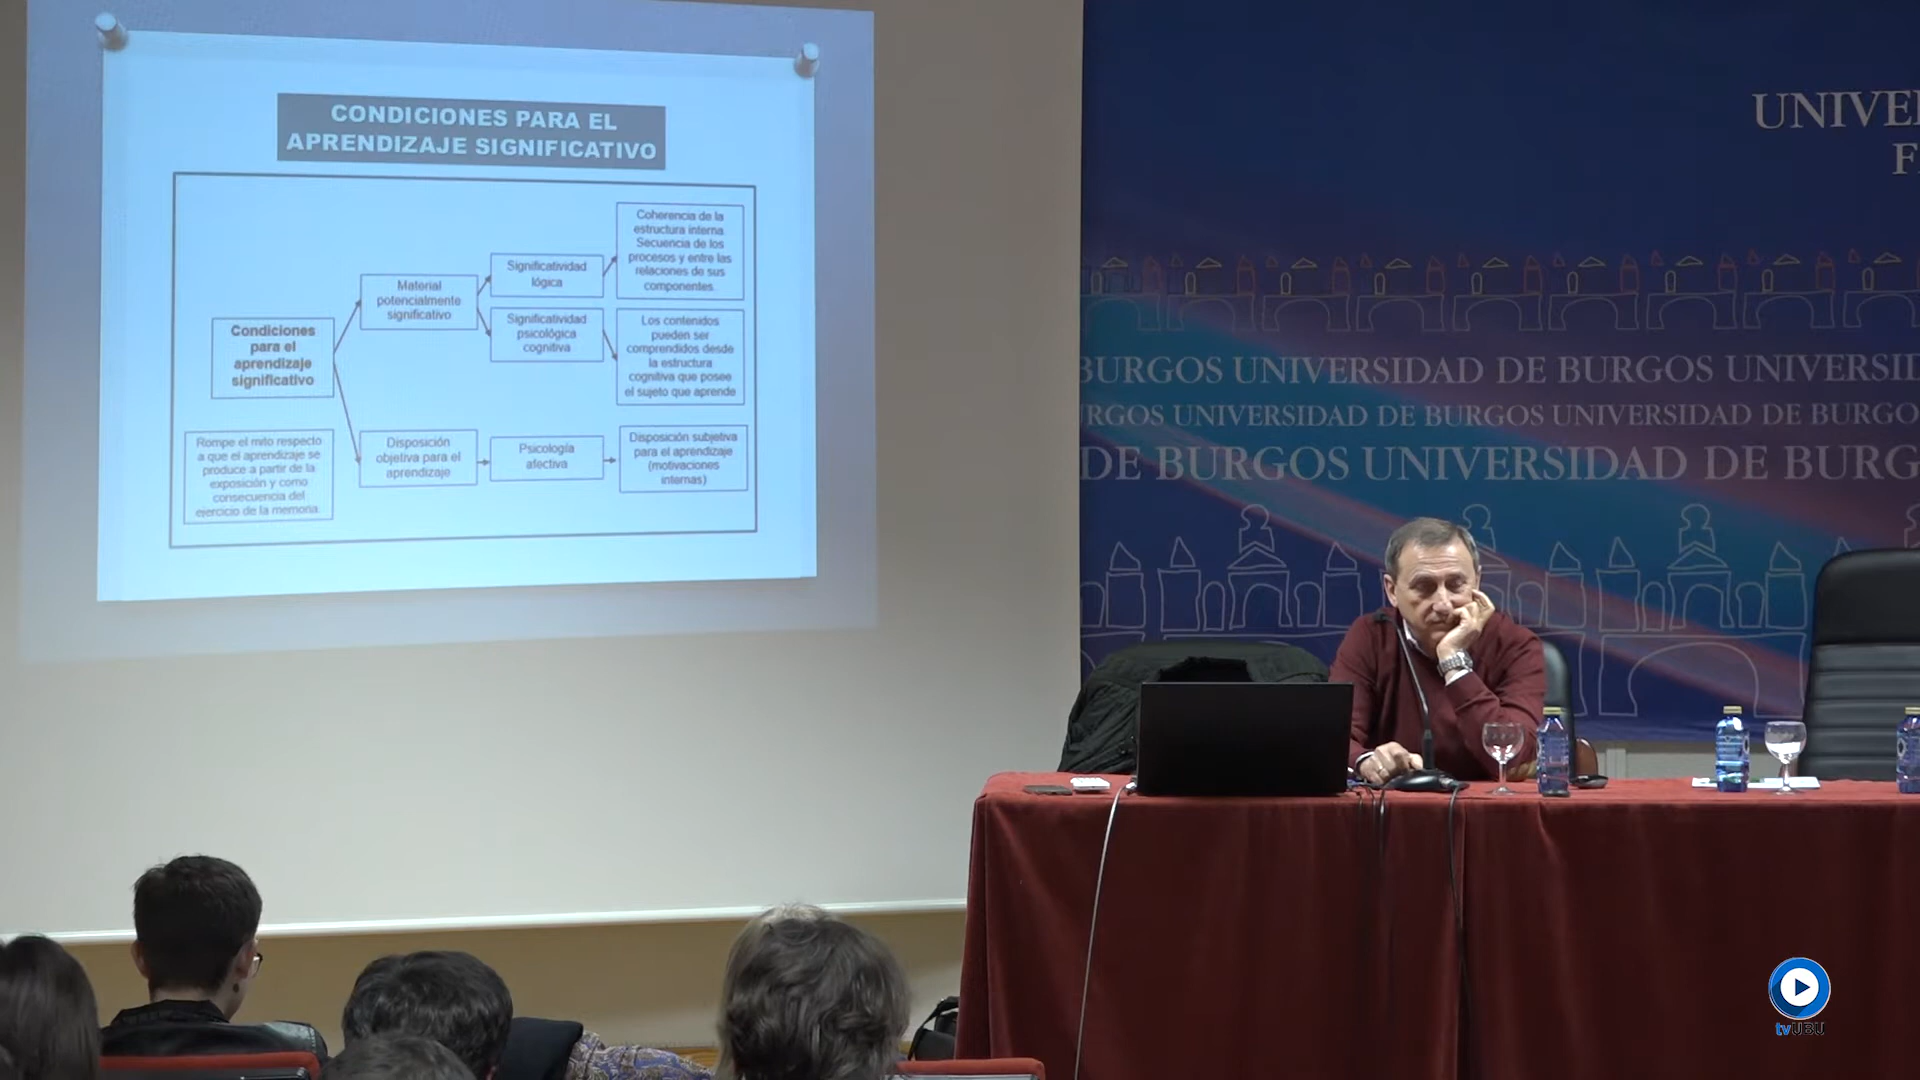 CONDICIONES PARA EL
APRENDIZAJE SIGNIFICATIVO
Condiciones
para el
aprendizaje
significativo
Material
potencialmente
significativo
Significatividad
lógica
Coherencia de la
estructura interna
Secuencia de los
procesos y entre las
relaciones de sus
componentes.
Significatividad
psicológica
cognitiva
Los contenidos
pueden ser
comprendidos desde
la estructura
cognitiva que posee
el sujeto que aprende
Rompe el mito respecto
a que el aprendizaje se
produce a partir de la
exposición y como
consecuencia del
ejercicio de la memoria.
Disposición
objetiva para el
aprendizaje
Psicología
afectiva
Disposición subjetiva
para el aprendizaje
(motivaciones
internas)
UNIVE
F
BURGOS UNIVERSIDAD DE BURGOS UNIVERSID
RGOS UNIVERSIDAD DE BURGOS UNIVERSIDAD DE BURGO
DE BURGOS UNIVERSIDAD DE BURG
tvUBU